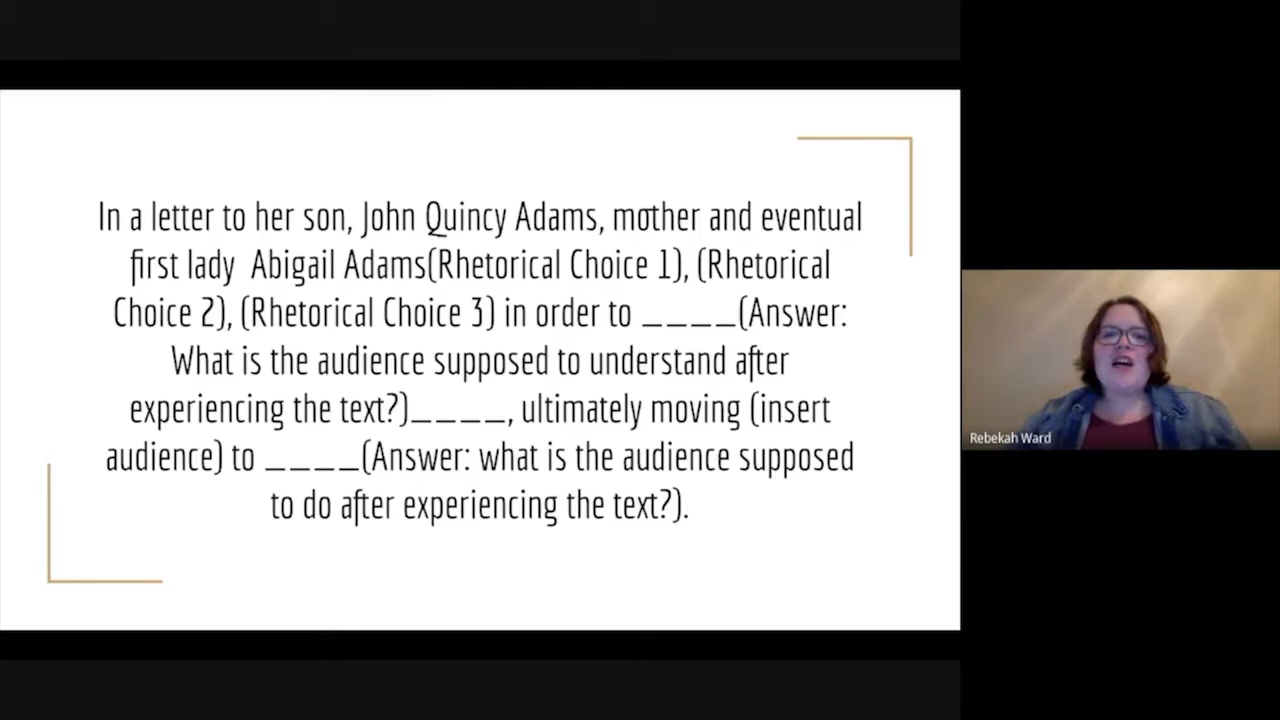 In a letter to her son, John Quincy Adams, mother and eventual
first lady Abigail Adams(Rhetorical Choice 1), (Rhetorical
Choice 2), (Rhetorical Choice 3) in order to ____(Answer:
What is the audience supposed to understand after
experiencing the text?)____, ultimately moving (insert
audience) to ____(Answer: what is the audience supposed
to do after experiencing the text?).
Rebekah Ward